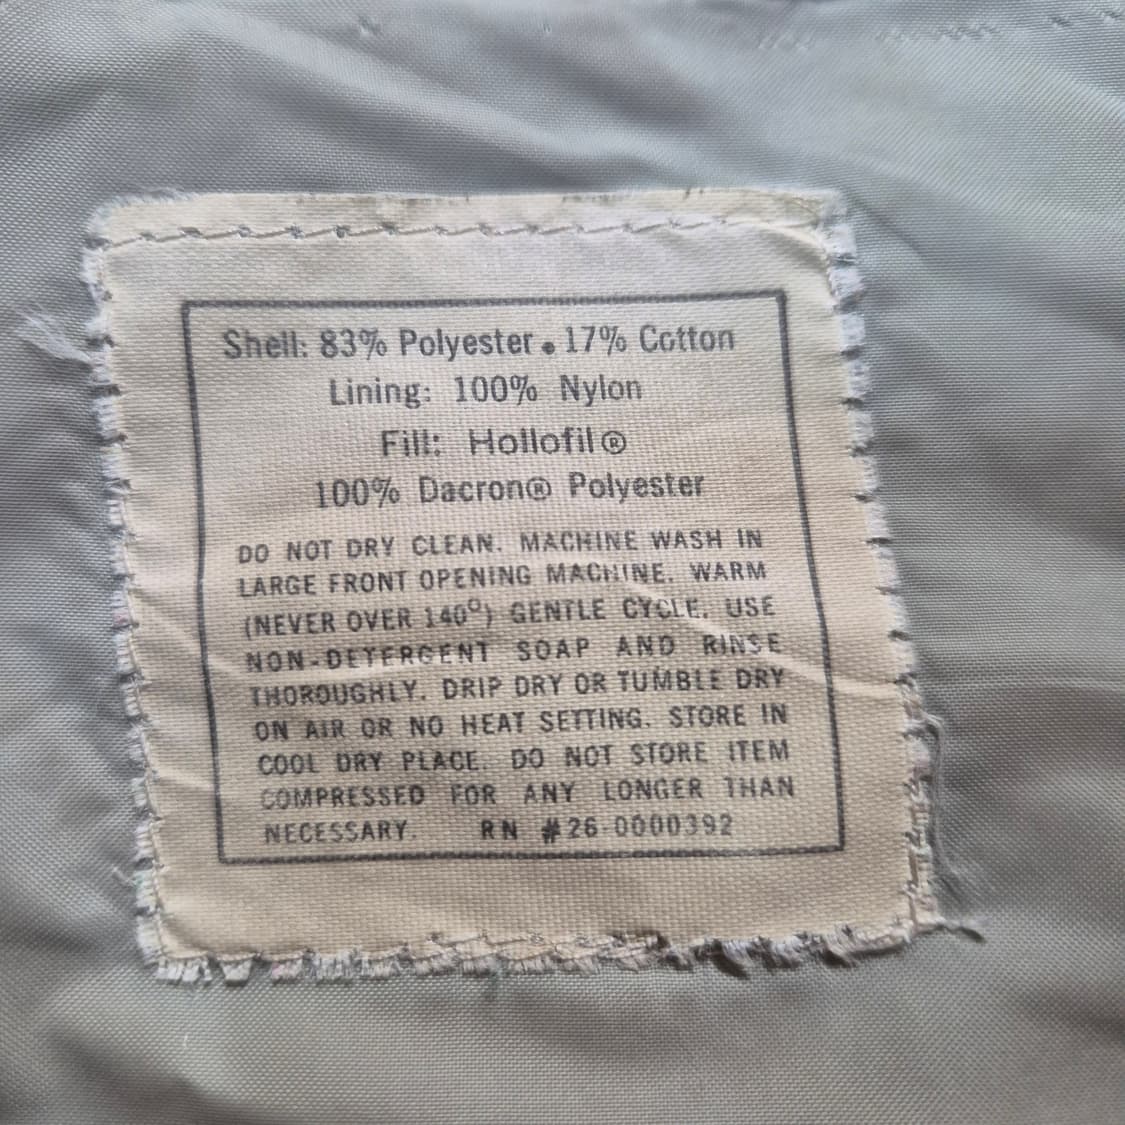 Shell: 83% Polyester • 17% Cotton
Lining: 100% Nylon
Fill: Hollofil®
100% Dacron® Polyester
DO NOT DRY CLEAN. MACHINE WASH IN
LARGE FRONT OPENING MACHINE. WARM
(NEVER OVER 140°) GENTLE CYCLE. USE
NON-DETERGENT SOAP AND RINSE
THOROUGHLY. DRIP DRY OR TUMBLE DRY
ON AIR OR NO HEAT SETTING. STORE IN
COOL DRY PLACE. DO NOT STORE ITEM
COMPRESSED FOR ANY LONGER THAN
NECESSARY. RN #26-0000392